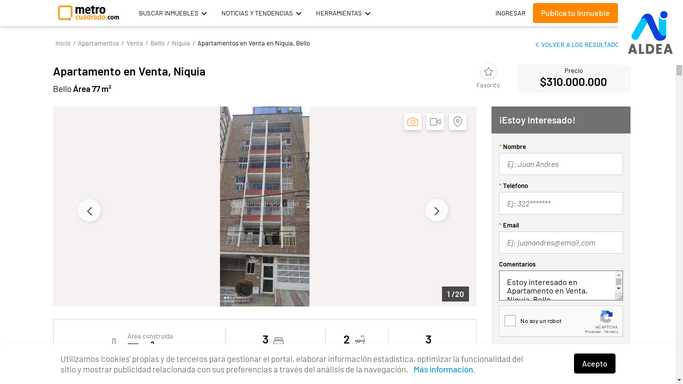 metro
cuadrado.com
BUSCAR INMUEBLES
NOTICIAS Y TENDENCIAS
HERRAMIENTAS
INGRESAR
Publica tu Inmueble
AI
ALDEA
Inicio / Apartamentos / Venta / Bello / Niquia / Apartamentos en Venta en Niquia, Bello
VOLVER A LOS RESULTADO
Apartamento en Venta, Niquia
Bello Área 77 m²
Favorito
Precio
$310.000.000
1 / 20
¡Estoy Interesado!
* Nombre
Ej: Juan Andres
* Teléfono
Ej: 322*******
* Email
Ej: juanandres@email.com
Comentarios
Estoy interesado en
Apartamento en Venta,
Niquia, Bello
No soy un robot
reCAPTCHA
Privacidad - Términos
Área construida
3
2
3
Utilizamos 'cookies' propias y de terceros para gestionar el portal, elaborar información estadística, optimizar la funcionalidad del
sitio y mostrar publicidad relacionada con sus preferencias a través del análisis de la navegación. Más información.
Acepto